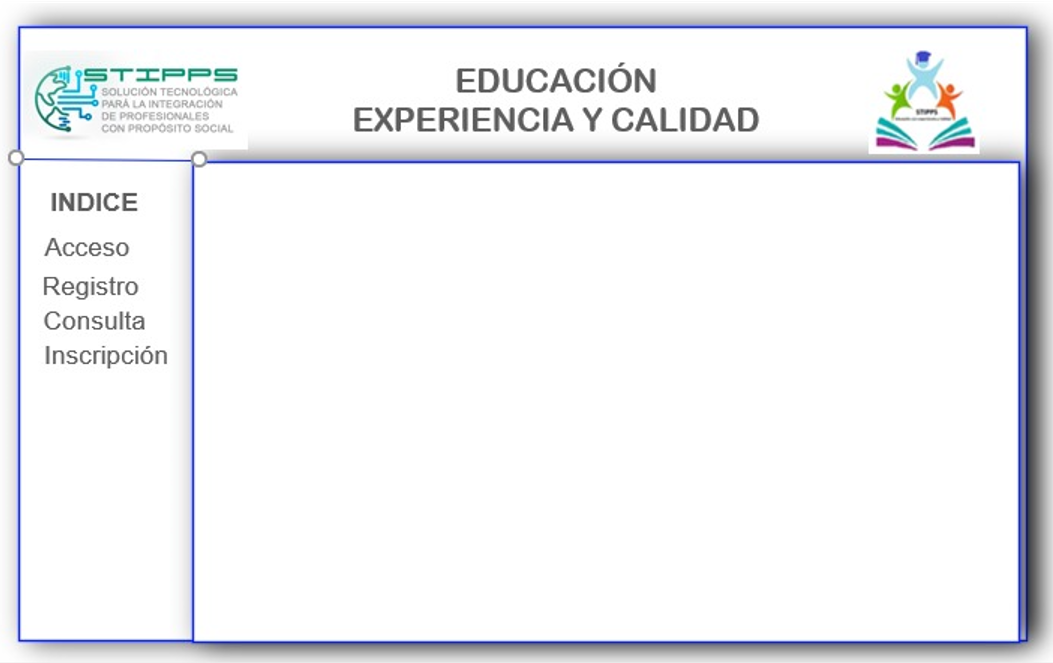 STIPPS
SOLUCIÓN TECNOLÓGICA
PARÁ LA INTEGRACIÓN
DE PROFESIONALES
CON PROPÓSITO SOCIAL
EDUCACIÓN
EXPERIENCIA Y CALIDAD
STIPPS
INDICE
Acceso
Registro
Consulta
Inscripción